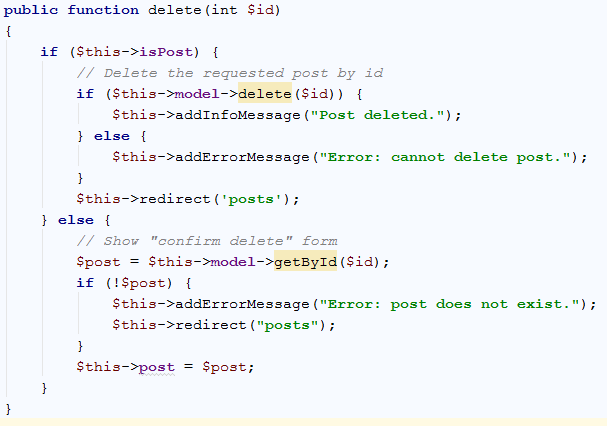 public function delete(int $id)
{
    if ($this->isPost) {
        // Delete the requested post by id
        if ($this->model->delete($id)) {
            $this->addInfoMessage("Post deleted.");
        } else {
            $this->addErrorMessage("Error: cannot delete post.");
        }
        $this->redirect('posts');
    } else {
        // Show "confirm delete" form
        $post = $this->model->getById($id);
        if (!$post) {
            $this->addErrorMessage("Error: post does not exist.");
            $this->redirect("posts");
        }
        $this->post = $post;
    }
}